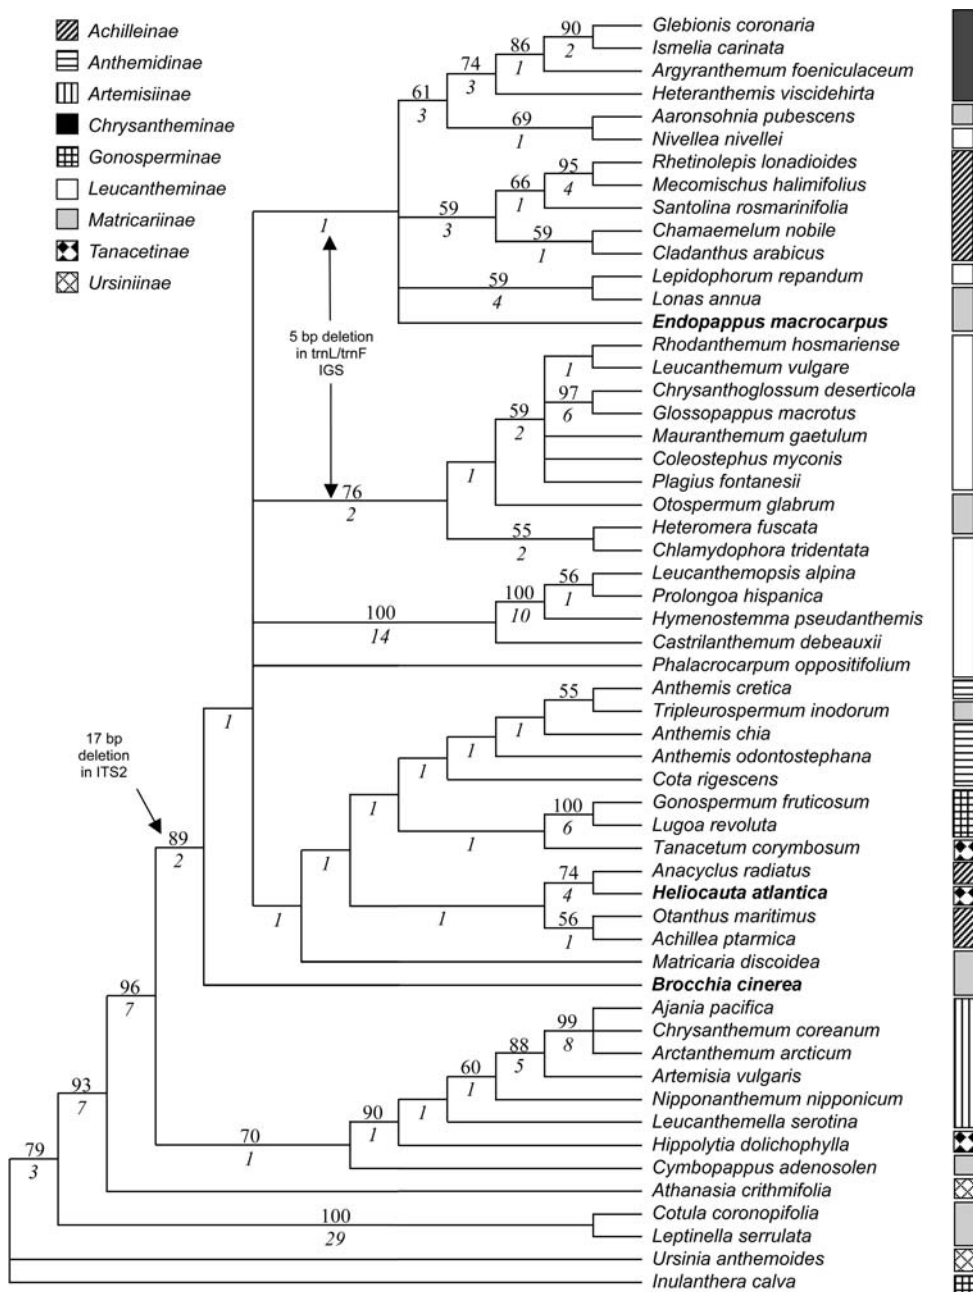 Achilleinae
Anthemidinae
Artemisiinae
Chrysantheminae
Gonosperminae
Leucantheminae
Matricariinae
Tanacetinae
Ursiniinae
Glebionis coronaria
90
Ismelia carinata
86
2
Argyranthemum foeniculaceum
74
1
Heteranthemis viscidehirta
61
3
3
Aaronsohnia pubescens
69
1
Nivellea nivellei
Rhetinolepis lonadioides
95
Mecomischus halimifolius
66
4
Santolina rosmarinifolia
59
1
3
1
Chamaemelum nobile
59
1
Cladanthus arabicus
Lepidophorum repandum
59
4
Lonas annua
Endopappus macrocarpus
5 bp deletion
in trnL/trnF
IGS
Rhodanthemum hosmariense
1
Leucanthemum vulgare
Chrysanthoglossum deserticola
97
6
Glossopappus macrotus
59
2
Mauranthemum gaetulum
Coleostephus myconis
1
Plagius fontanesii
76
2
Otospermum glabrum
Heteromera fuscata
55
2
Chlamydophora tridentata
Leucanthemopsis alpina
56
1
Prolongoa hispanica
100
10
Hymenostemma pseudanthemis
100
14
Castrilanthemum debeauxii
Phalacrocarpum oppositifolium
Anthemis cretica
55
Tripleurospermum inodorum
1
1
Anthemis chia
1
Anthemis odontostephana
1
Cota rigescens
1
17 bp
deletion
in ITS2
Gonospermum fruticosum
100
6
Lugoa revoluta
1
Tanacetum corymbosum
89
2
1
Anacyclus radiatus
74
4
Heliocauta atlantica
1
1
Otanthus maritimus
56
1
Achillea ptarmica
Matricaria discoidea
Brocchia cinerea
96
7
Ajania pacifica
99
8
Chrysanthemum coreanum
88
5
Arctanthemum arcticum
60
1
Artemisia vulgaris
1
Nipponanthemum nipponicum
93
7
90
1
Leucanthemella serotina
70
1
Hippolytia dolichophylla
79
3
Cymbopappus adenosolen
Athanasia crithmifolia
Cotula coronopifolia
100
29
Leptinella serrulata
Ursinia anthemoides
Inulanthera calva